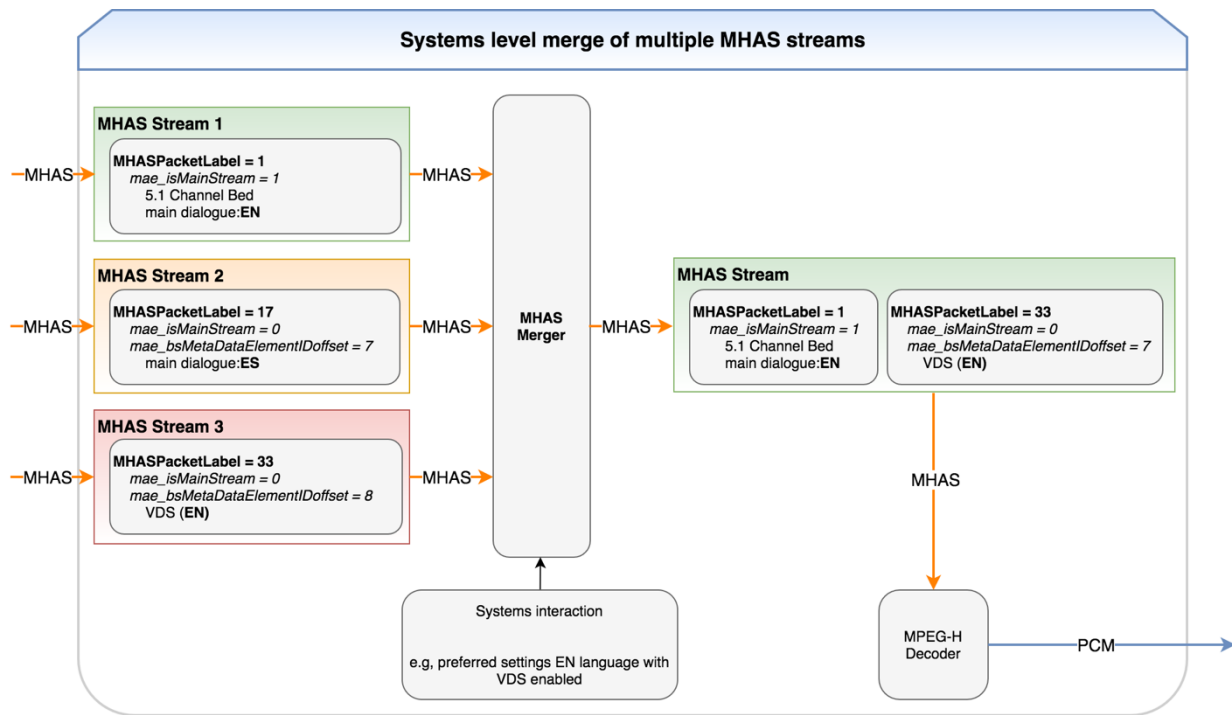 Systems level merge of multiple MHAS streams
MHAS Stream 1
MHASPacketLabel = 1
mae_isMainStream = 1
5.1 Channel Bed
main dialogue:EN
MHAS
MHAS
MHAS Stream 2
MHASPacketLabel = 17
mae_isMainStream = 0
mae_bsMetaDataElementIDoffset = 7
main dialogue:ES
MHAS
MHAS
MHAS Stream 3
MHASPacketLabel = 33
mae_isMainStream = 0
mae_bsMetaDataElementIDoffset = 8
VDS (EN)
MHAS
MHAS
MHAS
Merger
Systems interaction
e.g, preferred settings EN language with
VDS enabled
MHAS
MHAS Stream
MHASPacketLabel = 1
mae_isMainStream = 1
5.1 Channel Bed
main dialogue:EN
MHASPacketLabel = 33
mae_isMainStream = 0
mae_bsMetaDataElementIDoffset = 7
VDS (EN)
MHAS
MPEG-H
Decoder
PCM